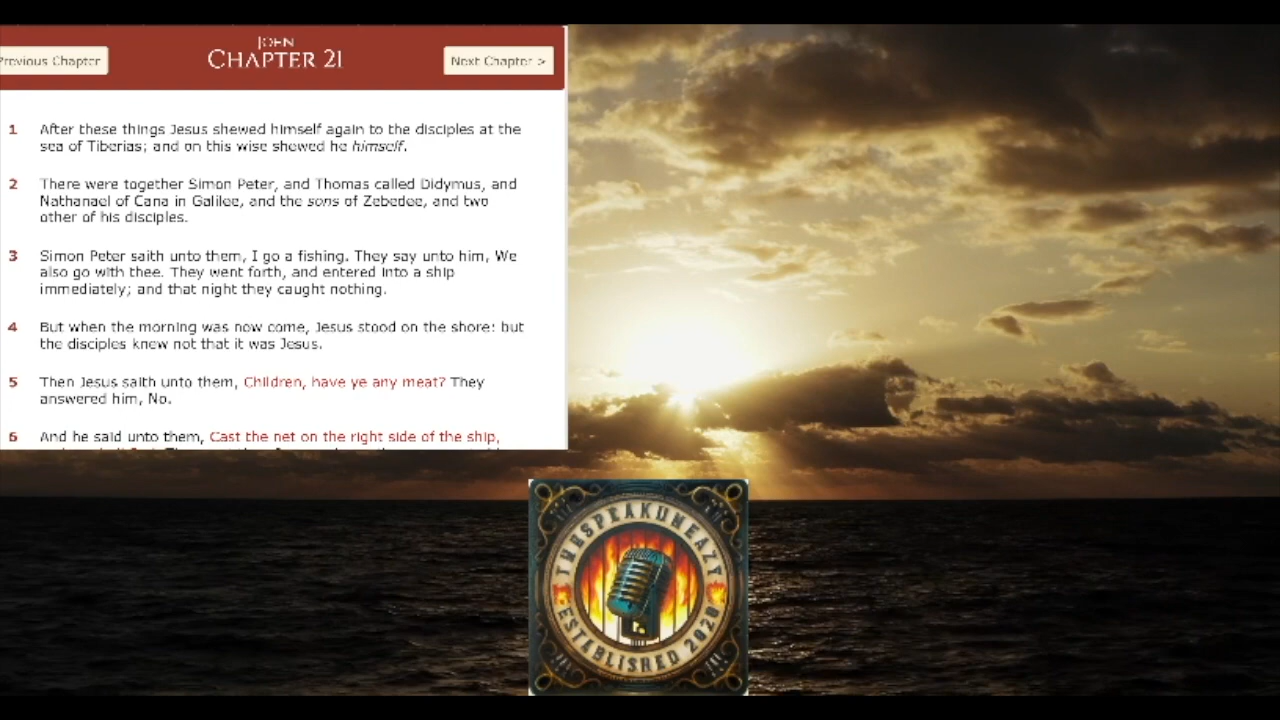 JOHN
CHAPTER 21
Previous Chapter
Next Chapter >
1 After these things Jesus shewed himself again to the disciples at the
sea of Tiberias; and on this wise shewed he himself.
2 There were together Simon Peter, and Thomas called Didymus, and
Nathanael of Cana in Galilee, and the sons of Zebedee, and two
other of his disciples.
3 Simon Peter saith unto them, I go a fishing. They say unto him, We
also go with thee. They went forth, and entered into a ship
immediately; and that night they caught nothing.
4 But when the morning was now come, Jesus stood on the shore: but
the disciples knew not that it was Jesus.
5 Then Jesus saith unto them, Children, have ye any meat? They
answered him, No.
6 And he said unto them, Cast the net on the right side of the ship,
THESPEAKUNEAZY
ESTABLISHED 2020